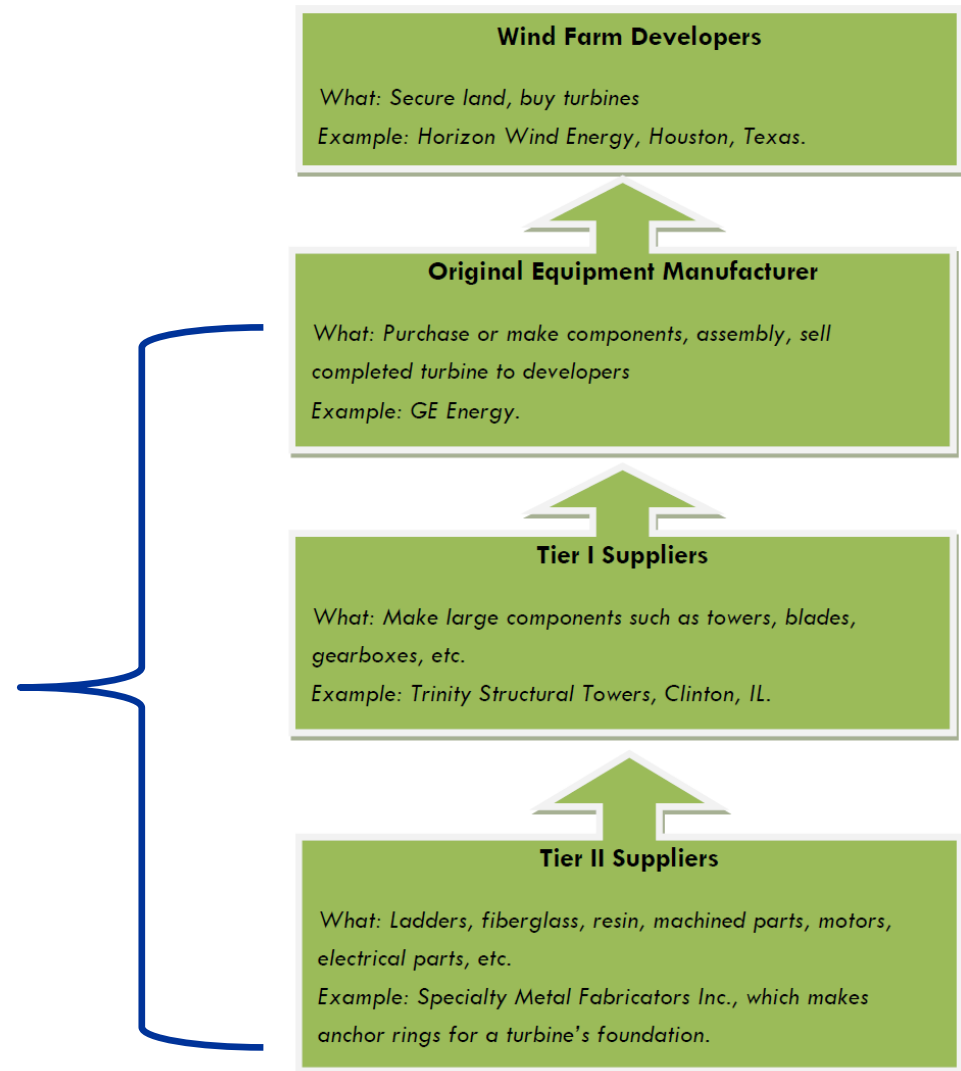 Wind Farm Developers
What: Secure land, buy turbines
Example: Horizon Wind Energy, Houston, Texas.
Original Equipment Manufacturer
What: Purchase or make components, assembly, sell
completed turbine to developers
Example: GE Energy.
Tier I Suppliers
What: Make large components such as towers, blades,
gearboxes, etc.
Example: Trinity Structural Towers, Clinton, IL.
Tier II Suppliers
What: Ladders, fiberglass, resin, machined parts, motors,
electrical parts, etc.
Example: Specialty Metal Fabricators Inc., which makes
anchor rings for a turbine’s foundation.